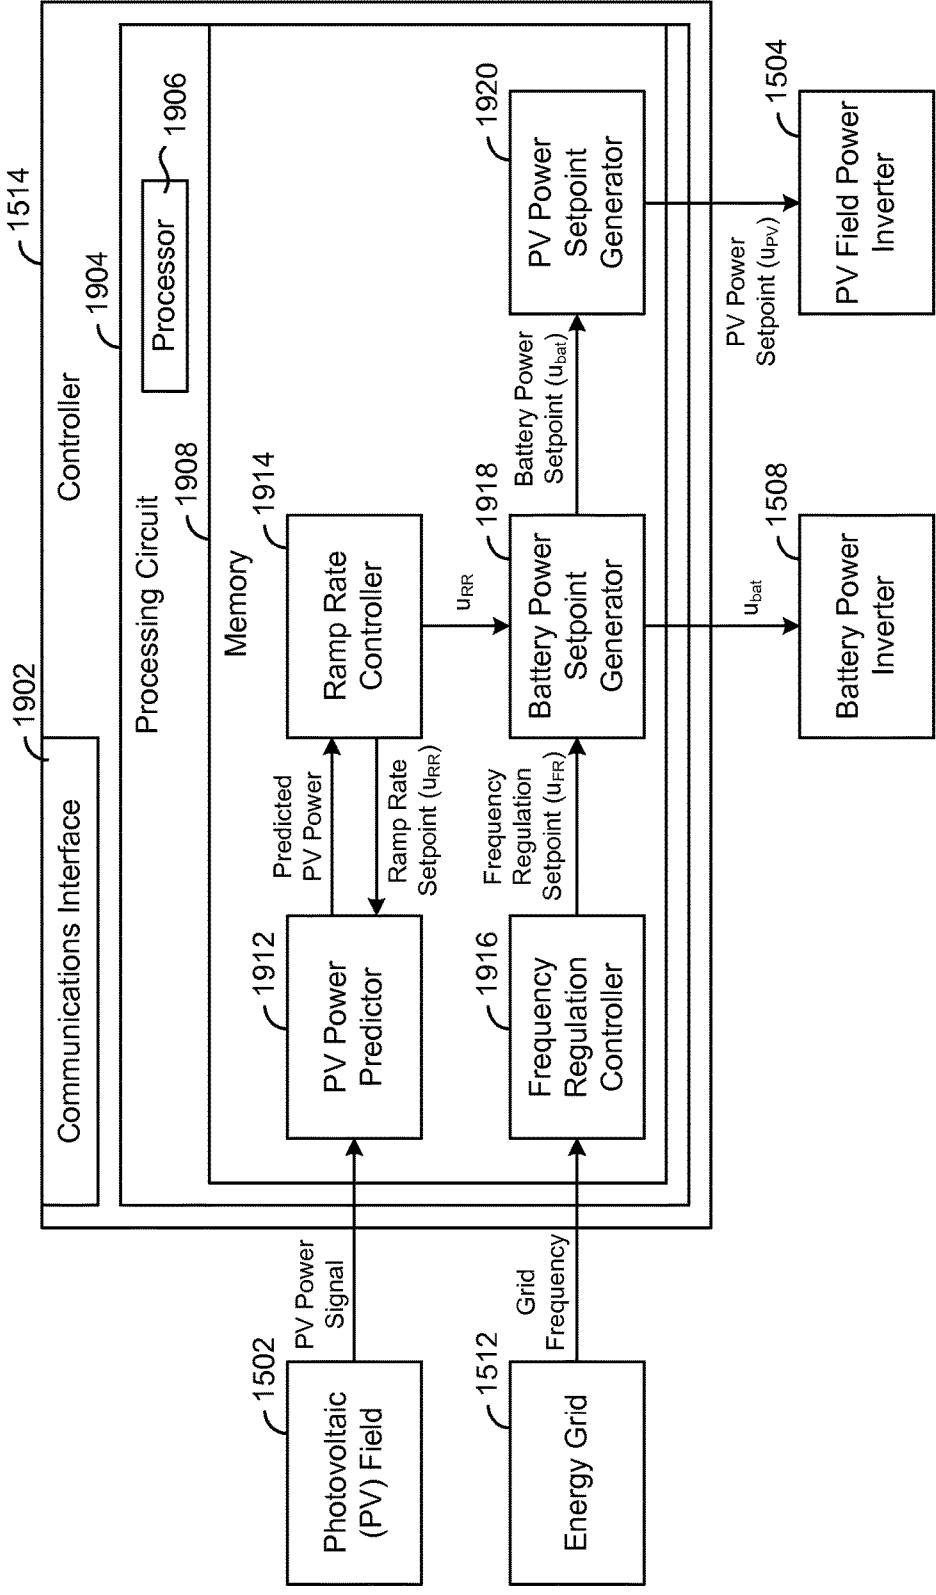 1514
Controller
1902
Communications Interface
1904
Processing Circuit
1906
Processor
1908
Memory
1502
Photovoltaic
(PV) Field
PV Power
Signal
1912
PV Power
Predictor
Predicted
PV Power
Ramp Rate
Setpoint (uRR)
1914
Ramp Rate
Controller
uRR
1512
Energy Grid
Grid
Frequency
1916
Frequency
Regulation
Controller
Frequency
Regulation
Setpoint (uFR)
1918
Battery Power
Setpoint
Generator
Battery Power
Setpoint (ubat)
1920
PV Power
Setpoint
Generator
ubat
1508
Battery Power
Inverter
PV Power
Setpoint (uPV)
1504
PV Field Power
Inverter